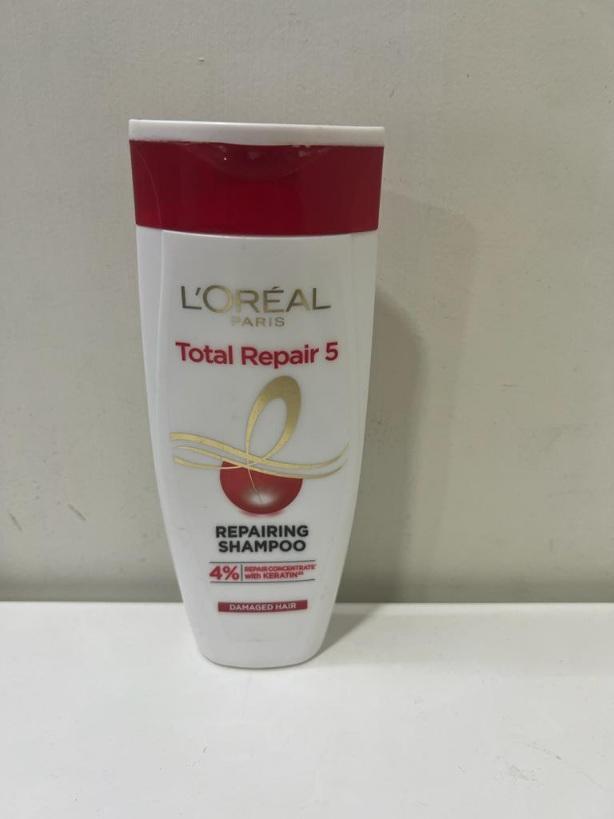 L'ORÉAL
PARIS
Total Repair 5
REPAIRING
SHAMPOO
4% REPAIR CONCENTRATE*
with KERATIN
DAMAGED HAIR